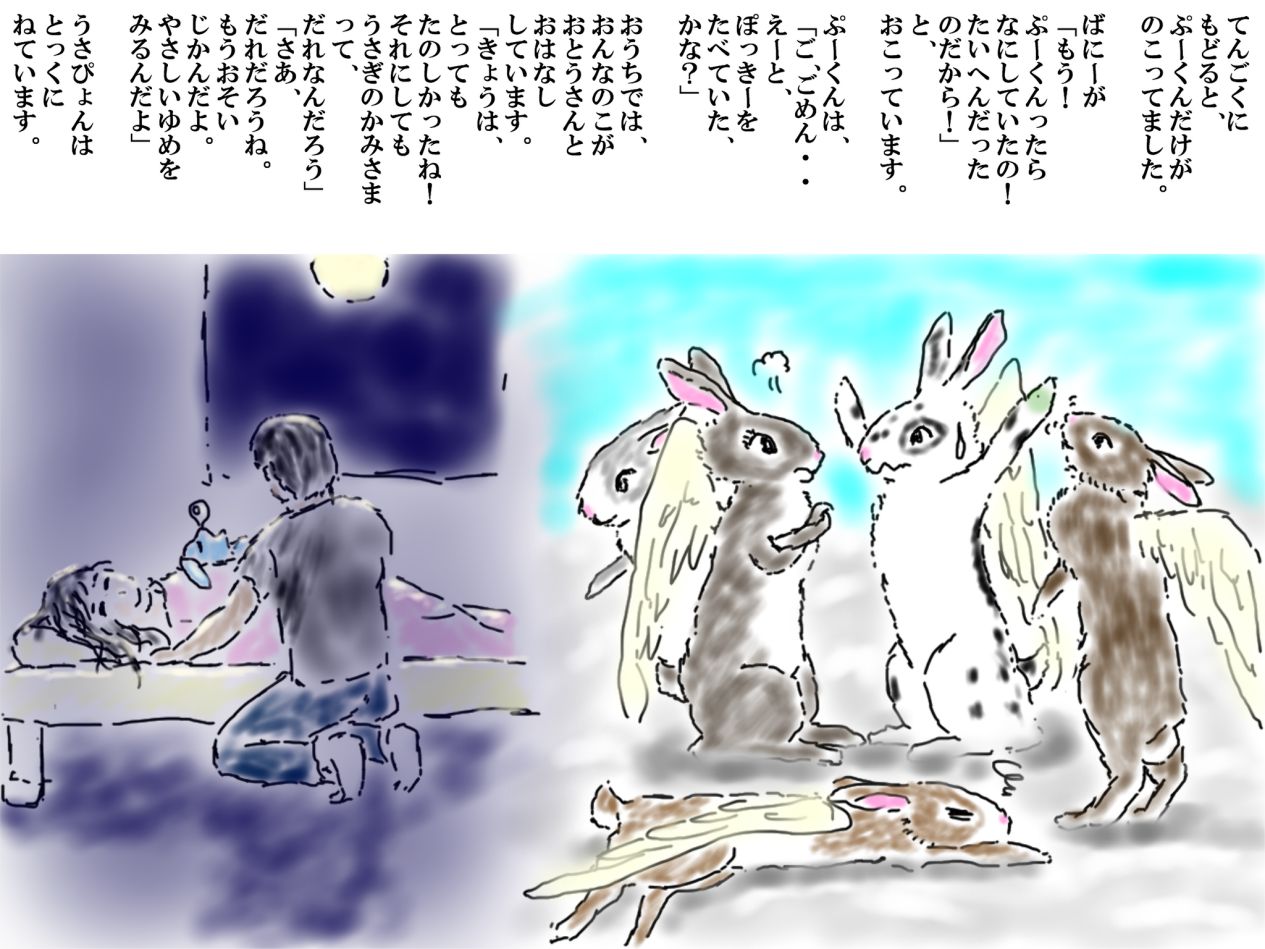 てんごくに
もどると、
ぷーくんだけが
のこってました。
ばにーが
「もう！
ぷーくんったら
なにしていたの！
たいへんだった
のだから！」
と、
おこっています。
ぷーくんは、
「ご、ごめん・・
えーと、
ぽっきーを
たべていた、
かな？」
おうちでは、
おんなのこが
おとうさんと
おはなし
しています。
「きょうは、
とっても
たのしかったね！
それにしても
うさぎのかみさま
って、
だれなんだろう」
「さあ、
だれだろうね。
もうおそい
じかんだよ。
やさしいゆめを
みるんだよ」
うさぴょんは
とっくに
ねています。